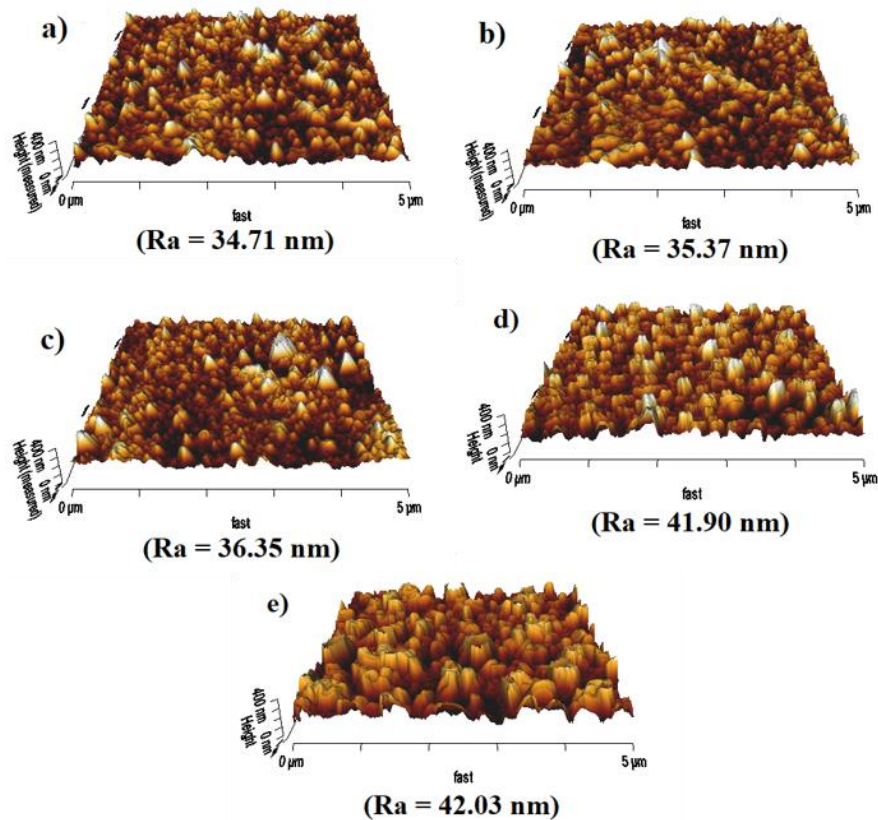 a)
400 nm
0 nm
Height (measured)
0 µm
5 µm
fast
(Ra = 34.71 nm)
b)
400 nm
0 nm
Height (measured)
0 µm
5 µm
fast
(Ra = 35.37 nm)
c)
400 nm
0 nm
Height (measured)
0 µm
5 µm
fast
(Ra = 36.35 nm)
d)
400 nm
0 nm
Height
0 µm
5 µm
fast
(Ra = 41.90 nm)
e)
400 nm
0 nm
Height
0 µm
5 µm
fast
(Ra = 42.03 nm)